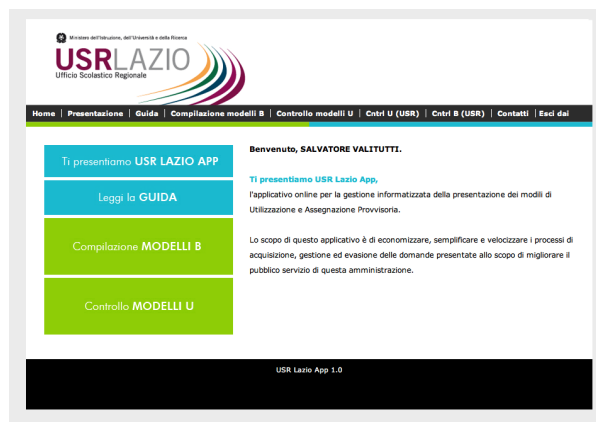 Ministero dell'Istruzione, dell'Università e della Ricerca
USRLAZIO
Ufficio Scolastico Regionale
Home | Presentazione | Guida | Compilazione modelli B | Controllo modelli U | Cntrl U (USR) | Cntrl B (USR) | Contatti | Esci dal
Ti presentiamo USR LAZIO APP
Leggi la GUIDA
Compilazione MODELLI B
Controllo MODELLI U
Benvenuto, SALVATORE VALITUTTI.
Ti presentiamo USR Lazio App,
l'applicativo online per la gestione informatizzata della presentazione dei modili di
Utilizzazione e Assegnazione Provvisoria.
Lo scopo di questo applicativo è di economizzare, semplificare e velocizzare i processi di
acquisizione, gestione ed evasione delle domande presentate allo scopo di migliorare il
pubblico servizio di questa amministrazione.
USR Lazio App 1.0